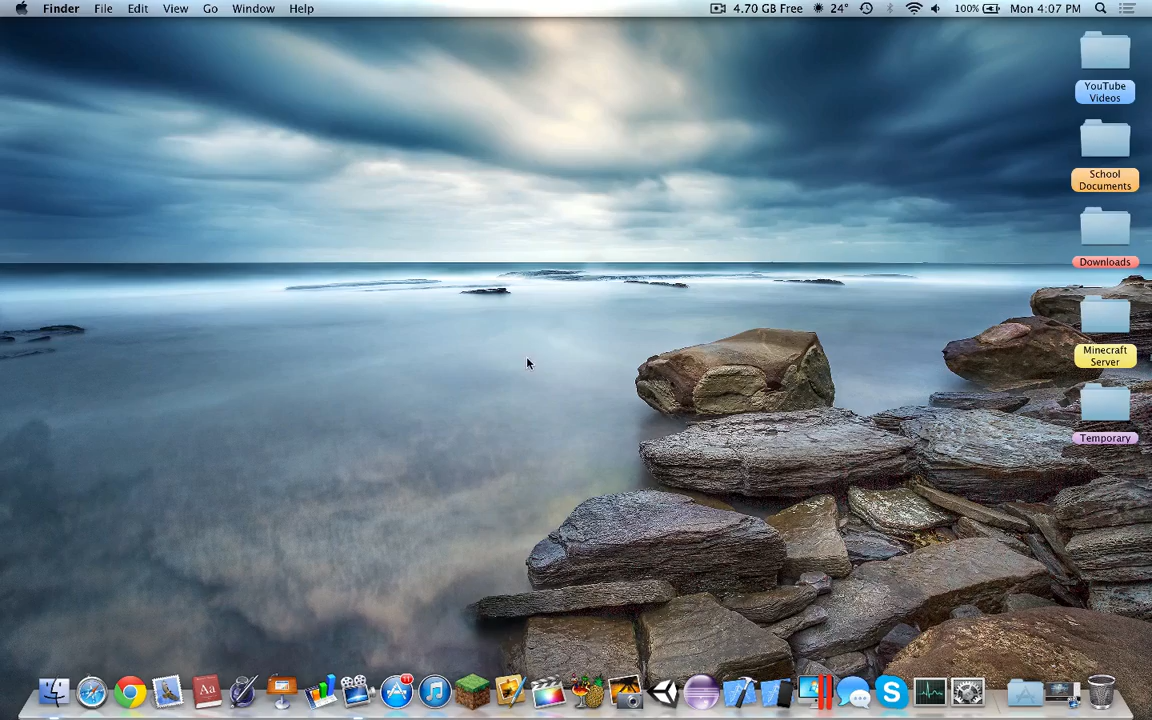 Finder File Edit View Go Window Help 4.70 GB Free 24° 100% Mon 4:07 PM
YouTube
Videos
School
Documents
Downloads
Minecraft
Server
Temporary
Aa